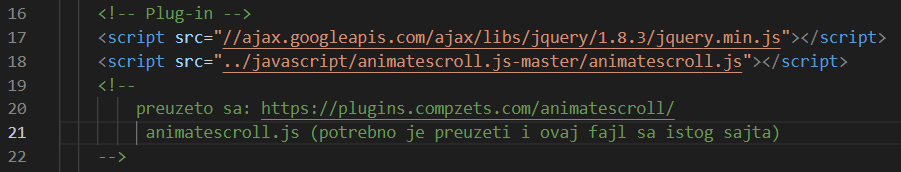 16 <!-- Plug-in -->
17 <script src="//ajax.googleapis.com/ajax/libs/jquery/1.8.3/jquery.min.js"></script>
18 <script src="../javascript/animatescroll.js-master/animatescroll.js"></script>
19 <!--
20 preuzeto sa: https://plugins.compzets.com/animatescroll/
21 animatescroll.js (potrebno je preuzeti i ovaj fajl sa istog sajta)
22 -->